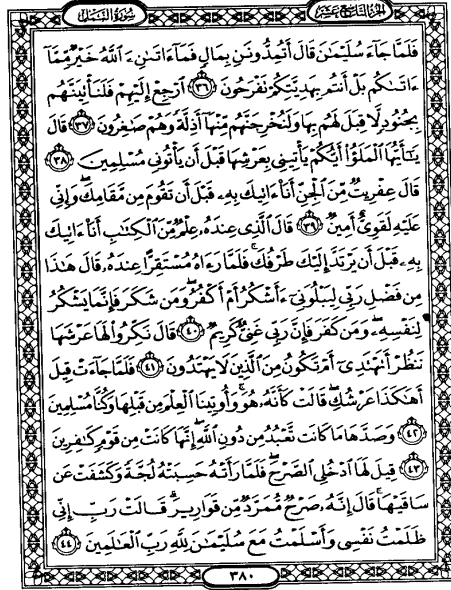 الجزء التاسع عشر
سورة النمل
فَلَمَّا جَآءَ سُلَيْمَٰنَ قَالَ أَتُمِدُّونَنِ بِمَالٍ فَمَآ ءَاتَىٰنِۦَ ٱللَّهُ خَيْرٌ مِّمَّآ
ءَاتَىٰكُم بَلْ أَنتُم بِهَدِيَّتِكُمْ تَفْرَحُونَ ﴿٣٦﴾ ٱرْجِعْ إِلَيْهِمْ فَلَنَأْتِيَنَّهُم
بِجُنُودٍ لَّا قِبَلَ لَهُم بِهَا وَلَنُخْرِجَنَّهُم مِّنْهَآ أَذِلَّةً وَهُمْ صَٰغِرُونَ ﴿٣٧﴾ قَالَ
يَٰٓأَيُّهَا ٱلْمَلَؤُا۟ أَيُّكُمْ يَأْتِينِى بِعَرْشِهَا قَبْلَ أَن يَأْتُونِى مُسْلِمِينَ ﴿٣٨﴾
قَالَ عِفْرِيتٌ مِّنَ ٱلْجِنِّ أَنَا۠ ءَاتِيكَ بِهِۦ قَبْلَ أَن تَقُومَ مِن مَّقَامِكَ ۖ وَإِنِّى
عَلَيْهِ لَقَوِىٌّ أَمِينٌ ﴿٣٩﴾ قَالَ ٱلَّذِى عِندَهُۥ عِلْمٌ مِّنَ ٱلْكِتَٰبِ أَنَا۠ ءَاتِيكَ
بِهِۦ قَبْلَ أَن يَرْتَدَّ إِلَيْكَ طَرْفُكَ ۚ فَلَمَّا رَءَاهُ مُسْتَقِرًّا عِندَهُۥ قَالَ هَٰذَا
مِن فَضْلِ رَبِّى لِيَبْلُوَنِىٓ ءَأَشْكُرُ أَمْ أَكْفُرُ ۖ وَمَن شَكَرَ فَإِنَّمَا يَشْكُرُ
لِنَفْسِهِۦ ۖ وَمَن كَفَرَ فَإِنَّ رَبِّى غَنِىٌّ كَرِيمٌ ﴿٤٠﴾ قَالَ نَكِّرُوا۟ لَهَا عَرْشَهَا
نَنظُرْ أَتَهْتَدِىٓ أَمْ تَكُونُ مِنَ ٱلَّذِينَ لَا يَهْتَدُونَ ﴿٤١﴾ فَلَمَّا جَآءَتْ قِيلَ
أَهَٰكَذَا عَرْشُكِ ۖ قَالَتْ كَأَنَّهُۥ هُوَ ۚ وَأُوتِينَا ٱلْعِلْمَ مِن قَبْلِهَا وَكُنَّا مُسْلِمِينَ
﴿٤٢﴾ وَصَدَّهَا مَا كَانَت تَّعْبُدُ مِن دُونِ ٱللَّهِ ۖ إِنَّهَا كَانَتْ مِن قَوْمٍ كَٰفِرِينَ
﴿٤٣﴾ قِيلَ لَهَا ٱدْخُلِى ٱلصَّرْحَ ۖ فَلَمَّا رَأَتْهُ حَسِبَتْهُ لُجَّةً وَكَشَفَتْ عَن
سَاقَيْهَا ۚ قَالَ إِنَّهُۥ صَرْحٌ مُّمَرَّدٌ مِّن قَوَارِيرَ ۗ قَالَتْ رَبِّ إِنِّى
ظَلَمْتُ نَفْسِى وَأَسْلَمْتُ مَعَ سُلَيْمَٰنَ لِلَّهِ رَبِّ ٱلْعَٰلَمِينَ ﴿٤٤﴾
٣٨٠